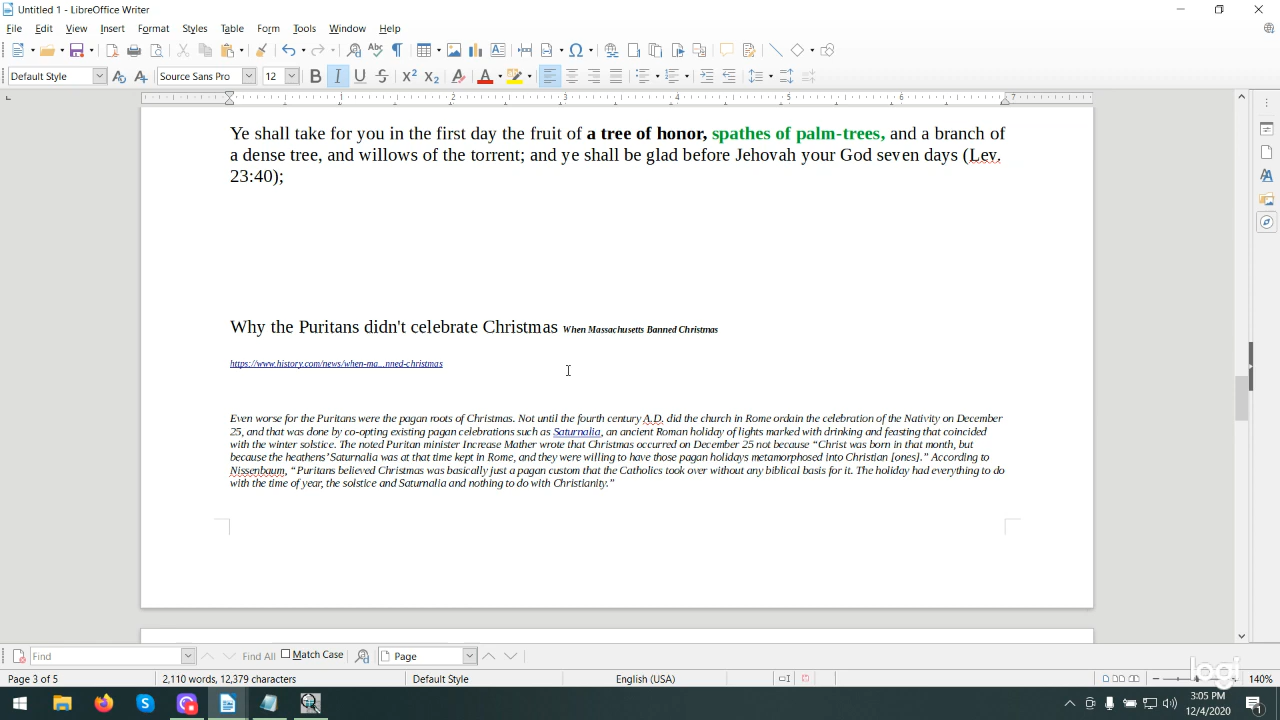 Untitled 1 - LibreOffice Writer
File Edit View Insert Format Styles Table Form Tools Window Help
Default Style Source Sans Pro 12
1 2 3 4 5 6 7
Ye shall take for you in the first day the fruit of a tree of honor, spathes of palm-trees, and a branch of
a dense tree, and willows of the torrent; and ye shall be glad before Jehovah your God seven days (Lev.
23:40);
Why the Puritans didn't celebrate Christmas When Massachusetts Banned Christmas
https://www.history.com/news/when-ma...nned-christmas
Even worse for the Puritans were the pagan roots of Christmas. Not until the fourth century A.D. did the church in Rome ordain the celebration of the Nativity on December
25, and that was done by co-opting existing pagan celebrations such as Saturnalia, an ancient Roman holiday of lights marked with drinking and feasting that coincided
with the winter solstice. The noted Puritan minister Increase Mather wrote that Christmas occurred on December 25 not because “Christ was born in that month, but
because the heathens’Saturnalia was at that time kept in Rome, and they were willing to have those pagan holidays metamorphosed into Christian [ones].” According to
Nissenbaum, “Puritans believed Christmas was basically just a pagan custom that the Catholics took over without any biblical basis for it. The holiday had everything to do
with the time of year, the solstice and Saturnalia and nothing to do with Christianity.”
Find Find All Match Case Page
Page 3 of 5 2,110 words, 12,379 characters Default Style English (USA) 140%
logi
3:05 PM
12/4/2020